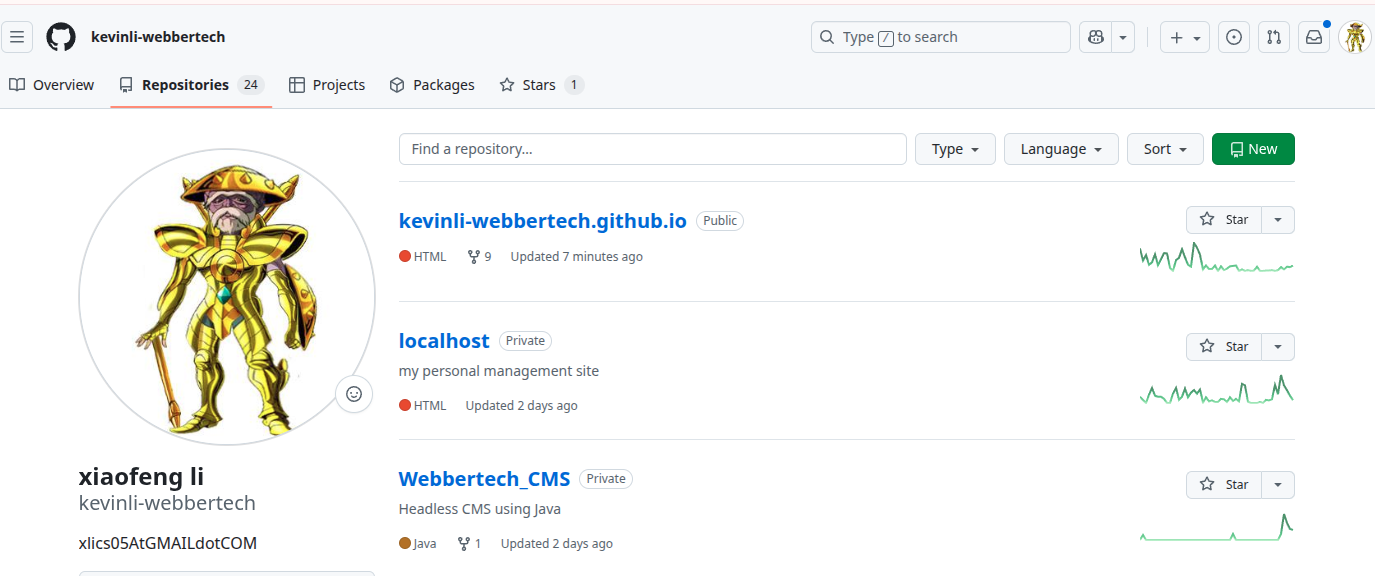 kevinli-webbertech
Type / to search
Overview
Repositories 24
Projects
Packages
Stars 1
Find a repository...
Type
Language
Sort
New
kevinli-webbertech.github.io Public
Star
HTML 9 Updated 7 minutes ago
localhost Private
Star
my personal management site
HTML Updated 2 days ago
Webbertech_CMS Private
Star
Headless CMS using Java
Java 1 Updated 2 days ago
xiaofeng li
kevinli-webbertech
xlics05AtGMAILdotCOM